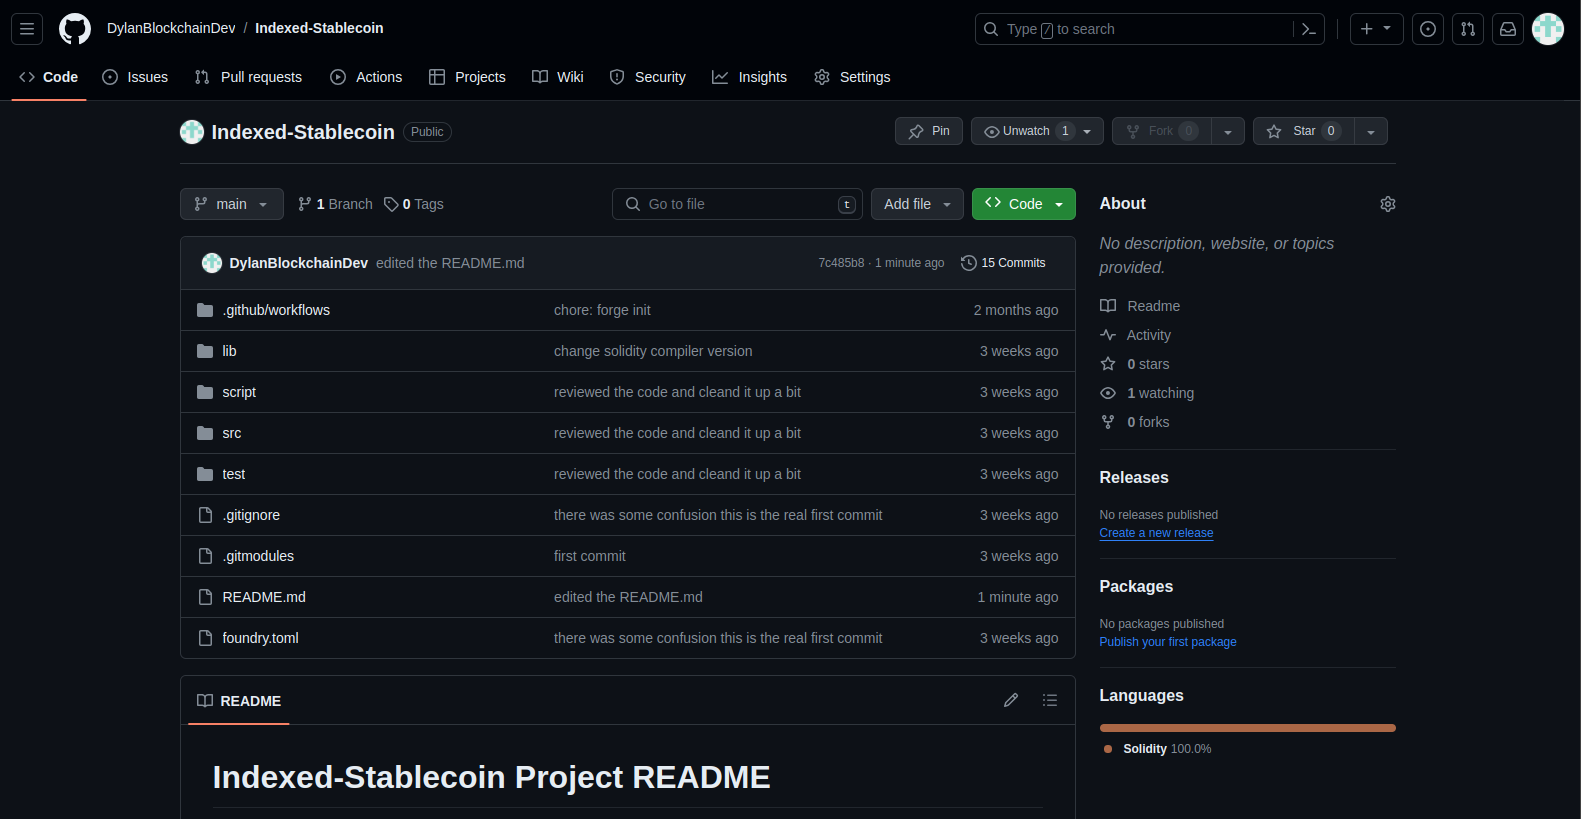 DylanBlockchainDev / Indexed-Stablecoin
Type / to search
Code Issues Pull requests Actions Projects Wiki Security Insights Settings
Indexed-Stablecoin Public
Pin Unwatch 1 Fork 0 Star 0
main 1 Branch 0 Tags Go to file t Add file Code
DylanBlockchainDev edited the README.md 7c485b8 · 1 minute ago 15 Commits
.github/workflows chore: forge init 2 months ago
lib change solidity compiler version 3 weeks ago
script reviewed the code and cleand it up a bit 3 weeks ago
src reviewed the code and cleand it up a bit 3 weeks ago
test reviewed the code and cleand it up a bit 3 weeks ago
.gitignore there was some confusion this is the real first commit 3 weeks ago
.gitmodules first commit 3 weeks ago
README.md edited the README.md 1 minute ago
foundry.toml there was some confusion this is the real first commit 3 weeks ago
README
Indexed-Stablecoin Project README
About
No description, website, or topics
provided.
Readme
Activity
0 stars
1 watching
0 forks
Releases
No releases published
Create a new release
Packages
No packages published
Publish your first package
Languages
Solidity 100.0%